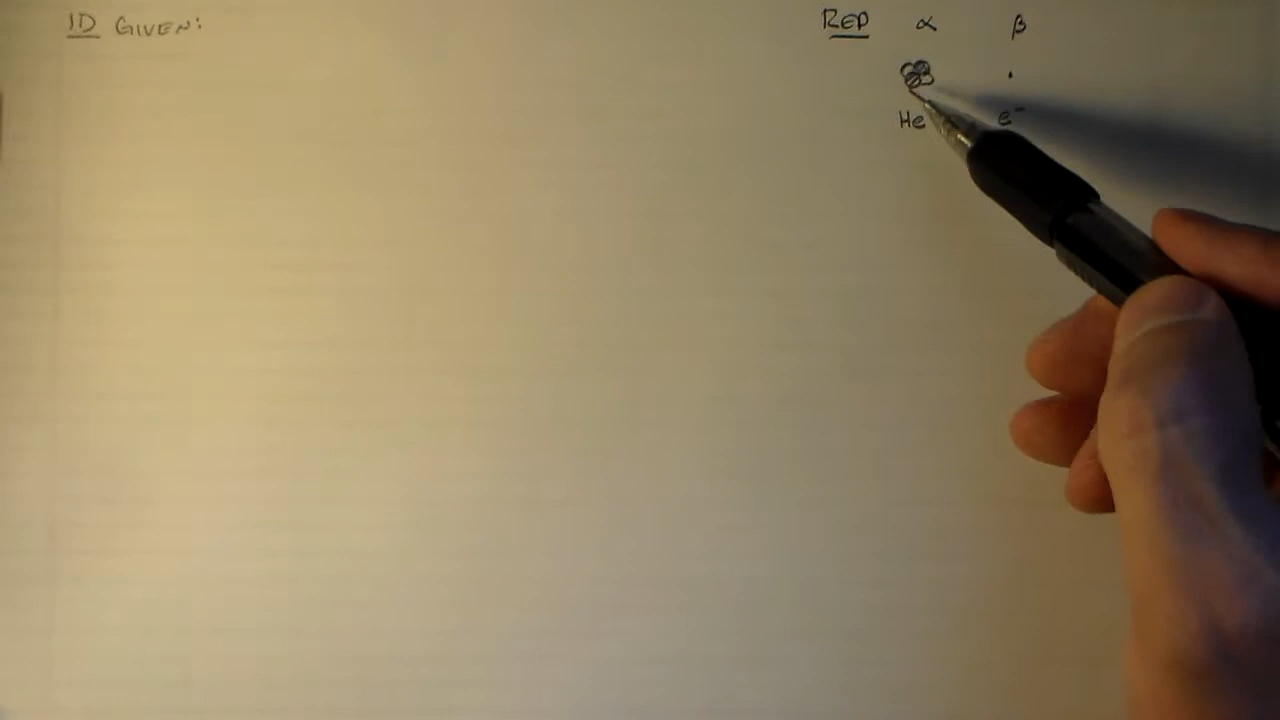 ID GIVEN:
REP α β
He e⁻